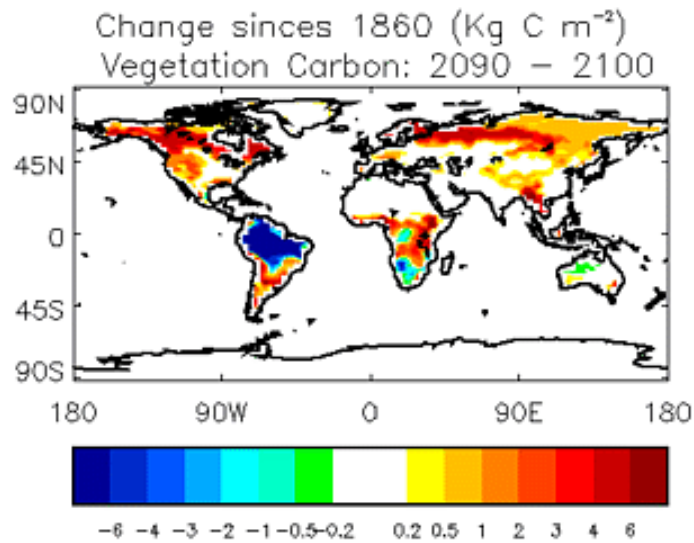 Change sinces 1860 (Kg C m⁻²)
Vegetation Carbon: 2090 – 2100
90N
45N
0
45S
90S
180 90W 0 90E 180
-6 -4 -3 -2 -1 -0.5 -0.2 0.2 0.5 1 2 3 4 6